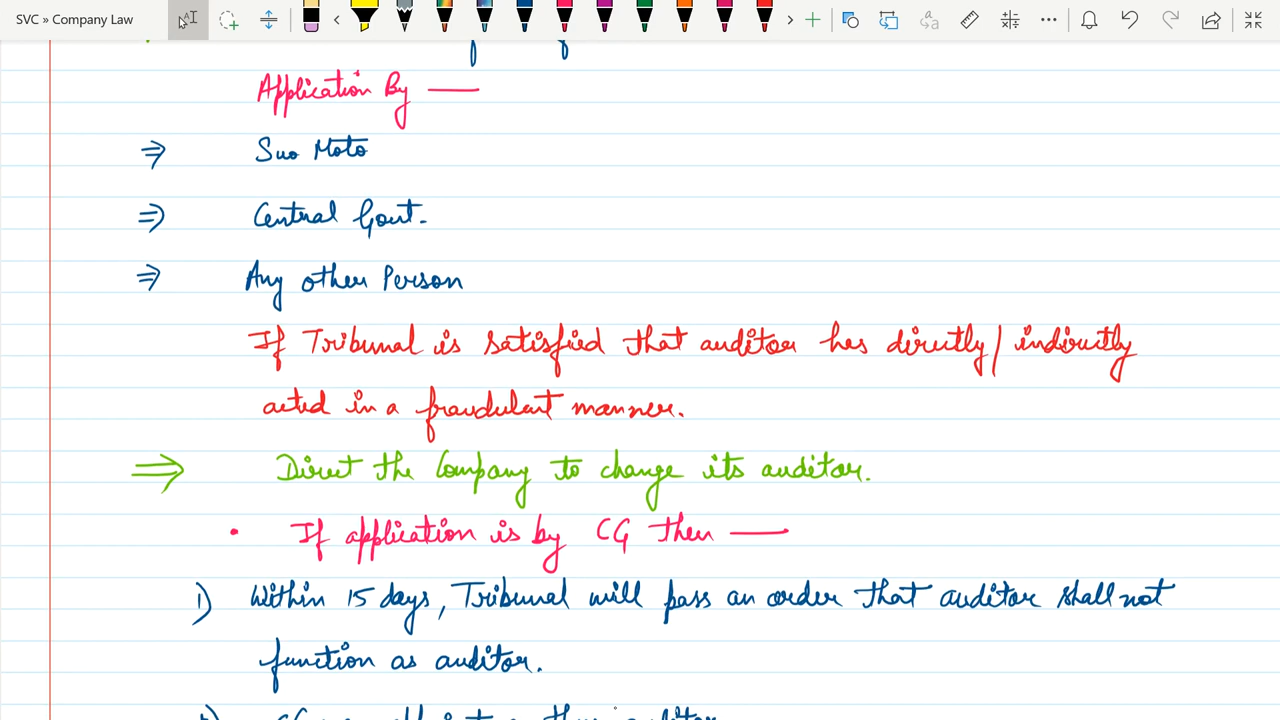 SVC » Company Law
Application By —
⇒ Suo Moto
⇒ Central Govt.
⇒ Any other Person
If Tribunal is satisfied that auditor has directly/indirectly
acted in a fraudulant manner.
⇒ Direct the Company to change its auditor.
• If application is by CG then —
i) Within 15 days, Tribunal will pass an order that auditor shall not
function as auditor.
auditor